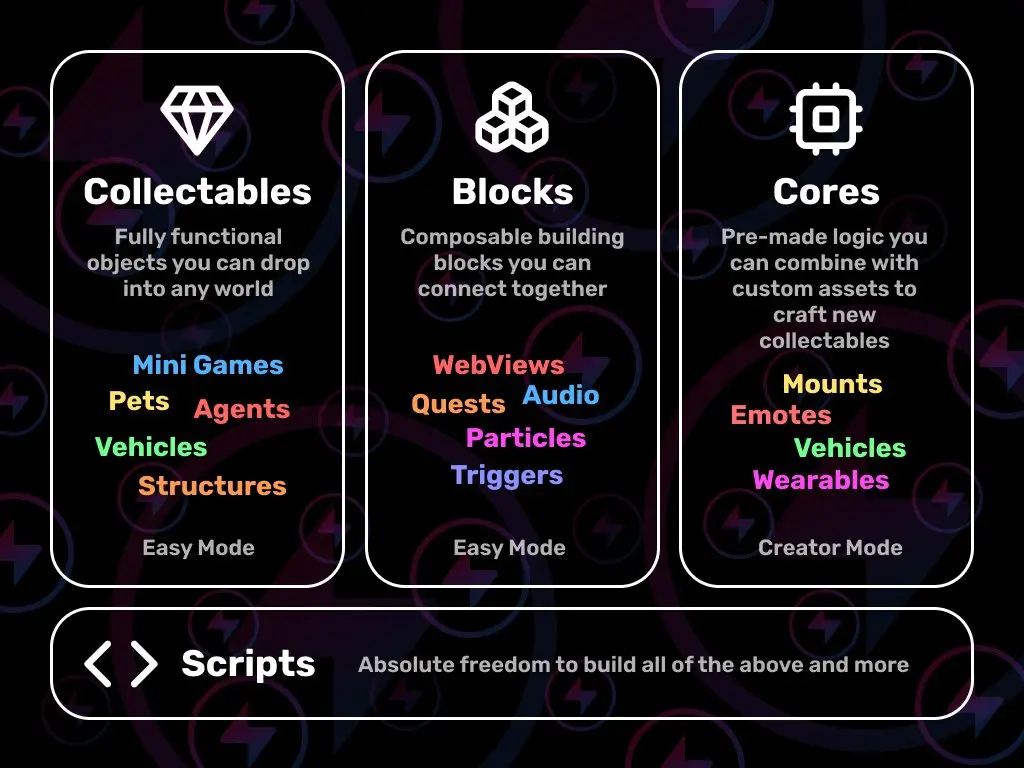 Collectables
Fully functional
objects you can drop
into any world
Mini Games
Pets
Agents
Vehicles
Structures
Easy Mode
Blocks
Composable building
blocks you can
connect together
WebViews
Quests
Audio
Particles
Triggers
Easy Mode
Cores
Pre-made logic you
can combine with
custom assets to
craft new
collectables
Mounts
Emotes
Vehicles
Wearables
Creator Mode
Scripts
Absolute freedom to build all of the above and more